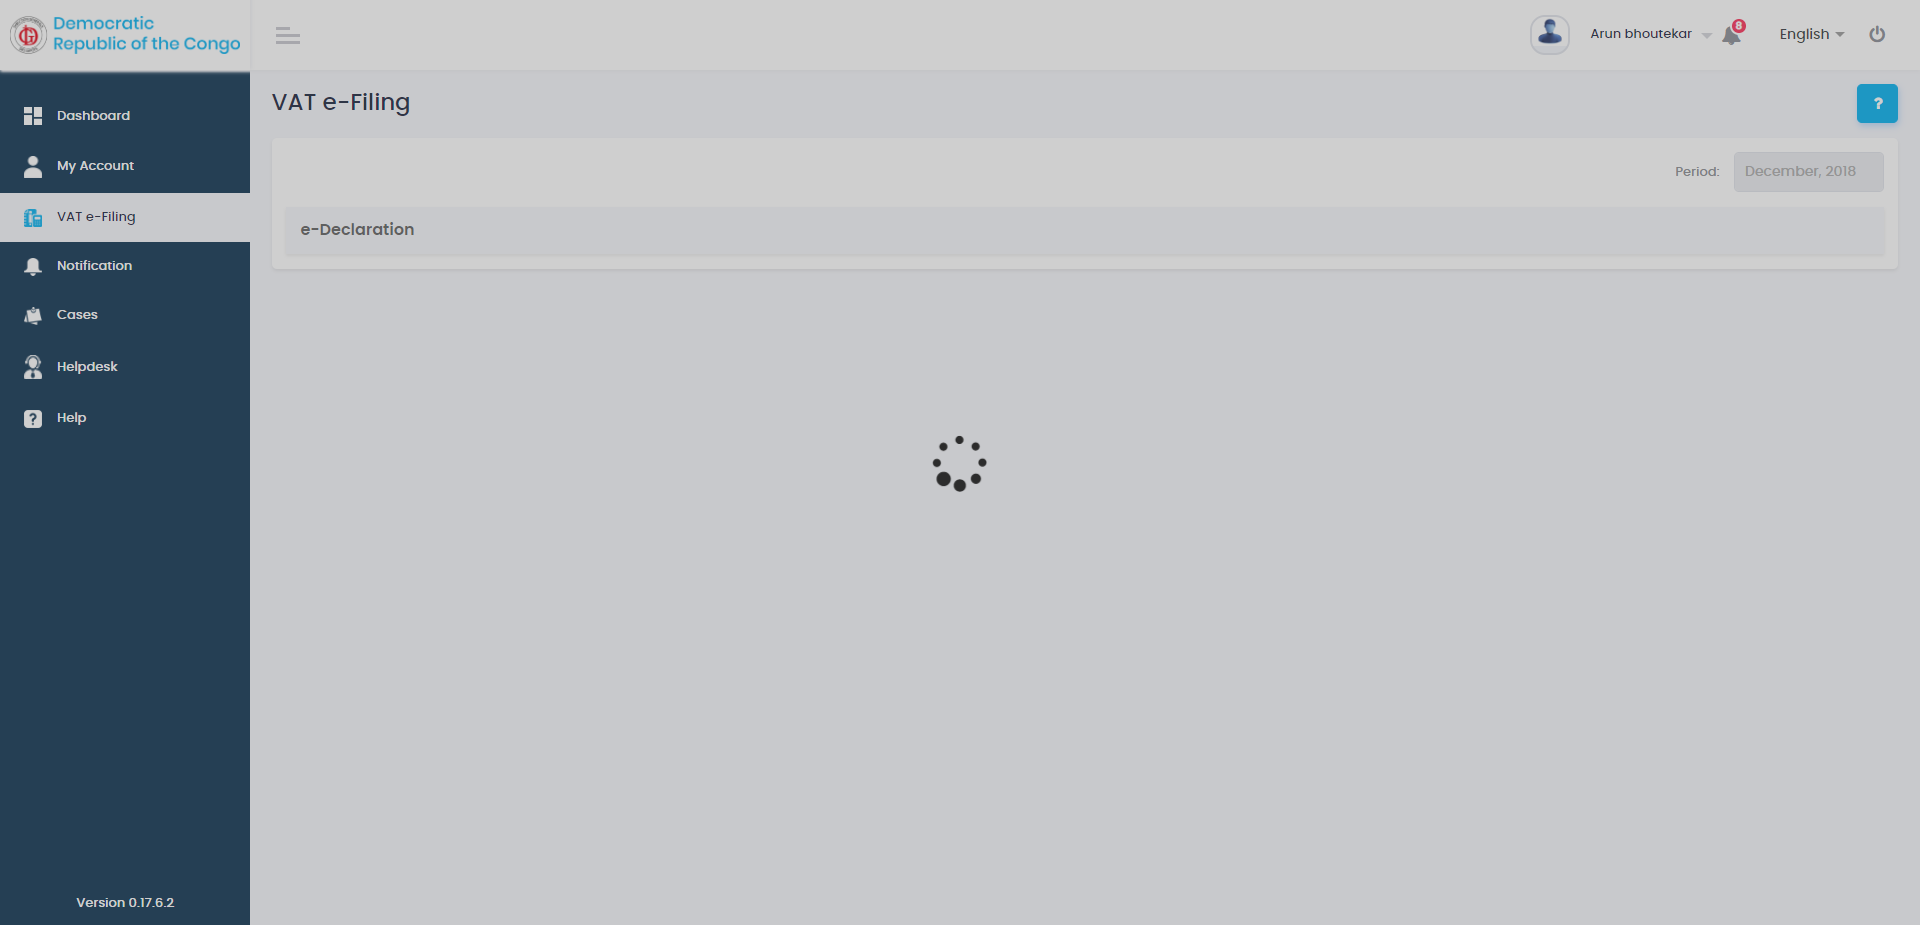 Democratic
Republic of the Congo
Arun bhoutekar
8
English
Dashboard
My Account
VAT e-Filing
Notification
Cases
Helpdesk
? Help
Version 0.17.6.2
VAT e-Filing
?
Period: December, 2018
e-Declaration